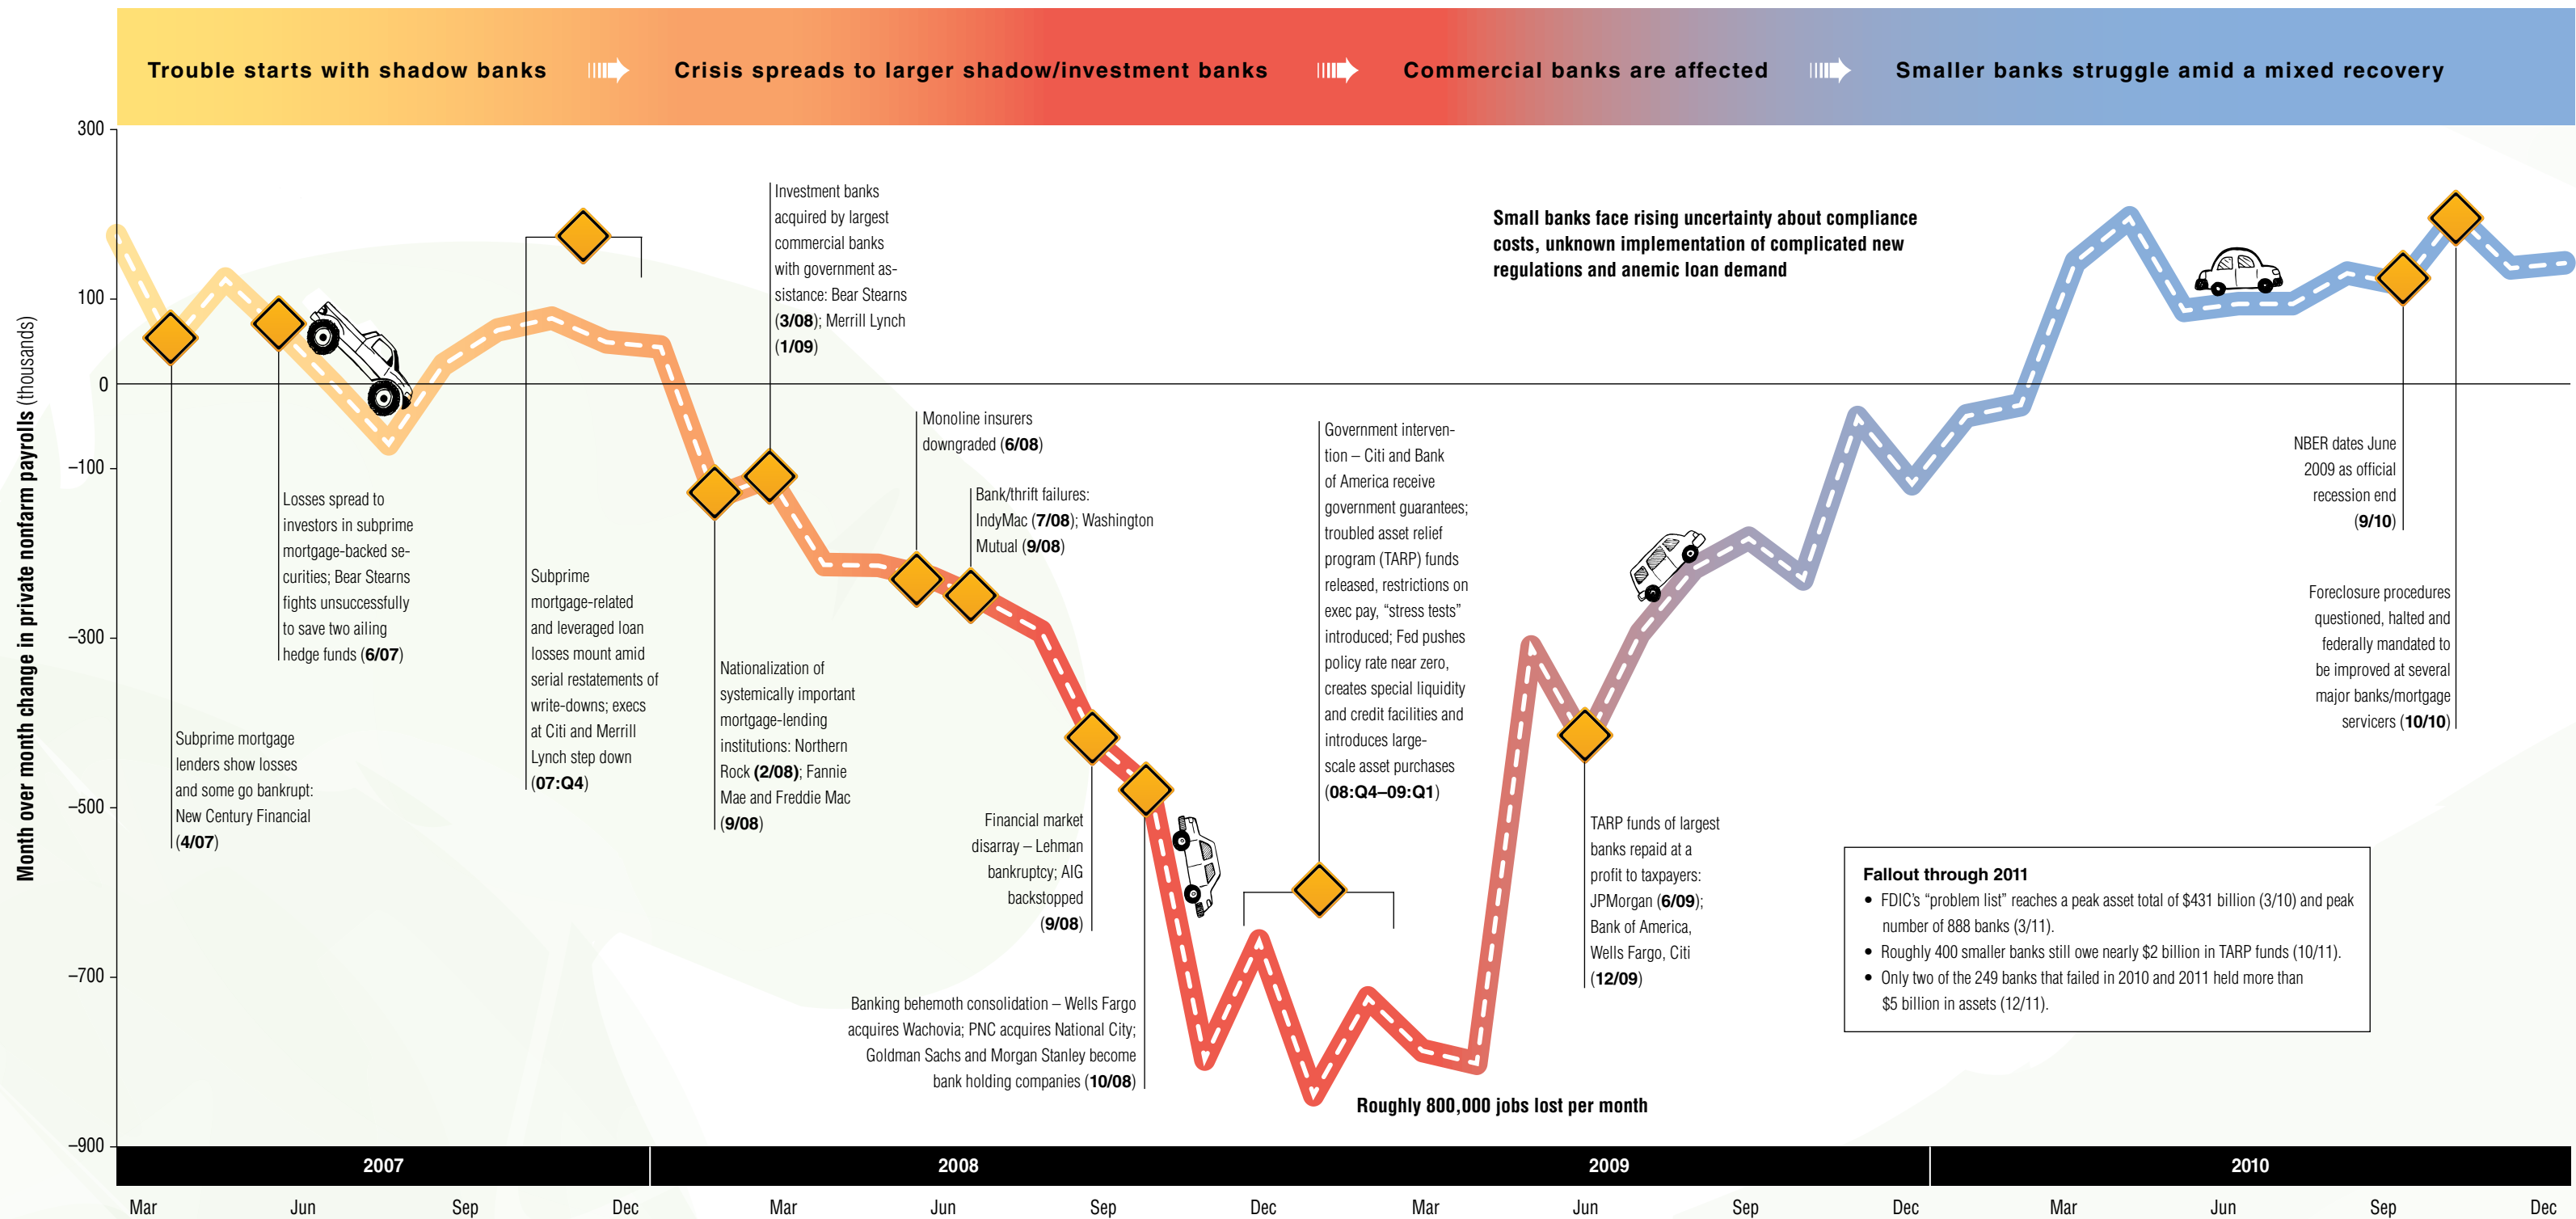 Trouble starts with shadow banks
Crisis spreads to larger shadow/investment banks
Commercial banks are affected
Smaller banks struggle amid a mixed recovery
Month over month change in private nonfarm payrolls (thousands)
300
100
0
–100
–300
–500
–700
–900
Subprime mortgage
lenders show losses
and some go bankrupt:
New Century Financial
(4/07)
Losses spread to
investors in subprime
mortgage-backed se-
curities; Bear Stearns
fights unsuccessfully
to save two ailing
hedge funds (6/07)
Subprime
mortgage-related
and leveraged loan
losses mount amid
serial restatements of
write-downs; execs
at Citi and Merrill
Lynch step down
(07:Q4)
Nationalization of
systemically important
mortgage-lending
institutions: Northern
Rock (2/08); Fannie
Mae and Freddie Mac
(9/08)
Investment banks
acquired by largest
commercial banks
with government as-
sistance: Bear Stearns
(3/08); Merrill Lynch
(1/09)
Monoline insurers
downgraded (6/08)
Bank/thrift failures:
IndyMac (7/08); Washington
Mutual (9/08)
Financial market
disarray – Lehman
bankruptcy; AIG
backstopped
(9/08)
Banking behemoth consolidation – Wells Fargo
acquires Wachovia; PNC acquires National City;
Goldman Sachs and Morgan Stanley become
bank holding companies (10/08)
Government interven-
tion – Citi and Bank
of America receive
government guarantees;
troubled asset relief
program (TARP) funds
released, restrictions on
exec pay, “stress tests”
introduced; Fed pushes
policy rate near zero,
creates special liquidity
and credit facilities and
introduces large-
scale asset purchases
(08:Q4–09:Q1)
Roughly 800,000 jobs lost per month
TARP funds of largest
banks repaid at a
profit to taxpayers:
JPMorgan (6/09);
Bank of America,
Wells Fargo, Citi
(12/09)
Small banks face rising uncertainty about compliance
costs, unknown implementation of complicated new
regulations and anemic loan demand
NBER dates June
2009 as official
recession end
(9/10)
Foreclosure procedures
questioned, halted and
federally mandated to
be improved at several
major banks/mortgage
servicers (10/10)
Fallout through 2011
• FDIC’s “problem list” reaches a peak asset total of $431 billion (3/10) and peak
number of 888 banks (3/11).
• Roughly 400 smaller banks still owe nearly $2 billion in TARP funds (10/11).
• Only two of the 249 banks that failed in 2010 and 2011 held more than
$5 billion in assets (12/11).
2007 2008 2009 2010
Mar Jun Sep Dec Mar Jun Sep Dec Mar Jun Sep Dec Mar Jun Sep Dec